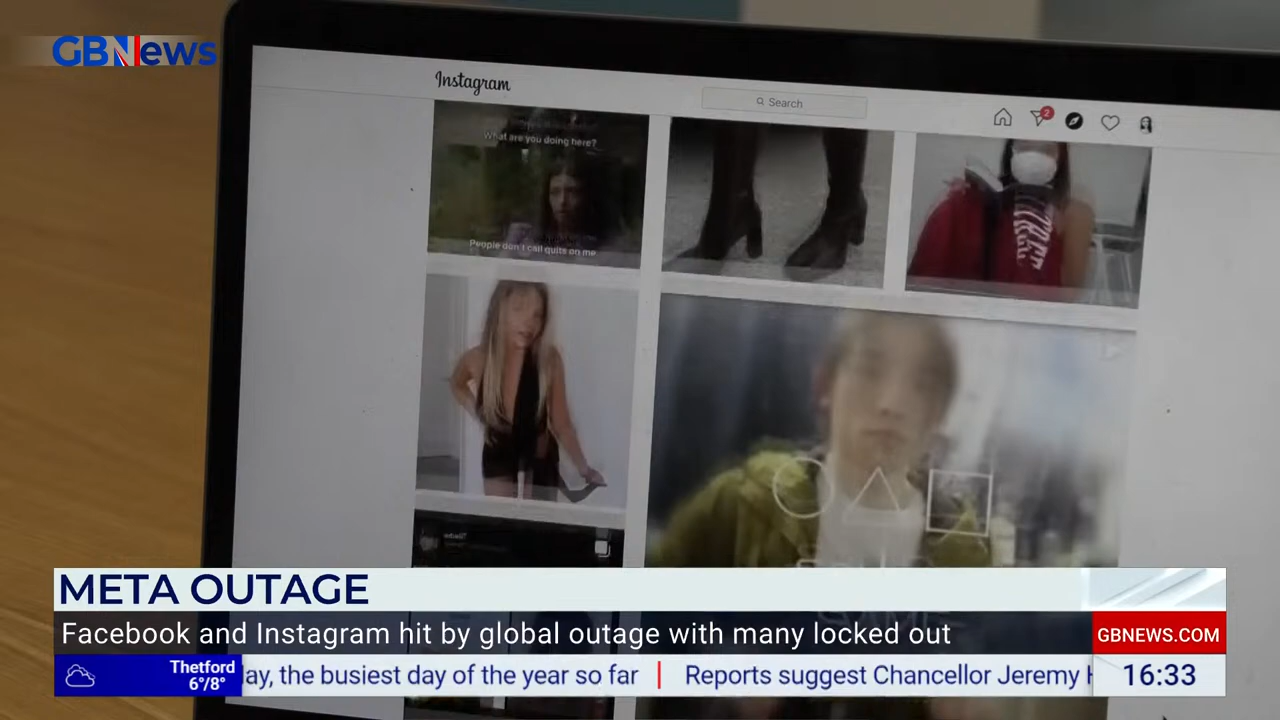 GBNews
Instagram
Search
2
What are you doing here?
People don't call quits on me
META OUTAGE
Facebook and Instagram hit by global outage with many locked out
GBNEWS.COM
Thetford
6°/8°
ay, the busiest day of the year so far | Reports suggest Chancellor Jeremy
16:33